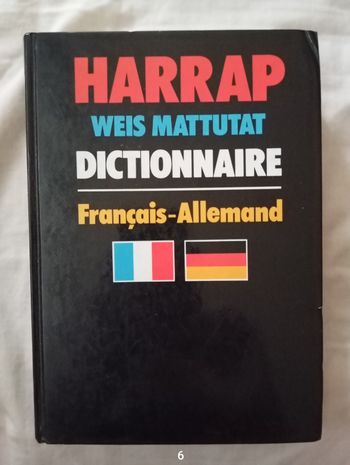 HARRAP
WEIS MATTUTAT
DICTIONNAIRE
Français-Allemand
6